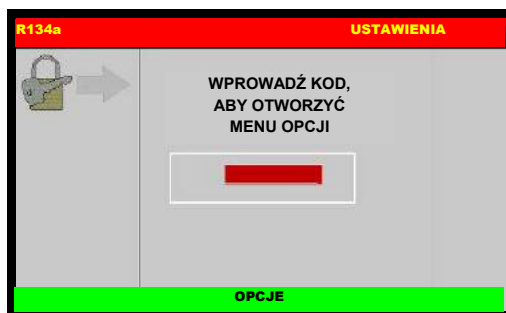 R134a USTAWIENIA
WPROWADŹ KOD,
ABY OTWORZYĆ
MENU OPCJI
OPCJE